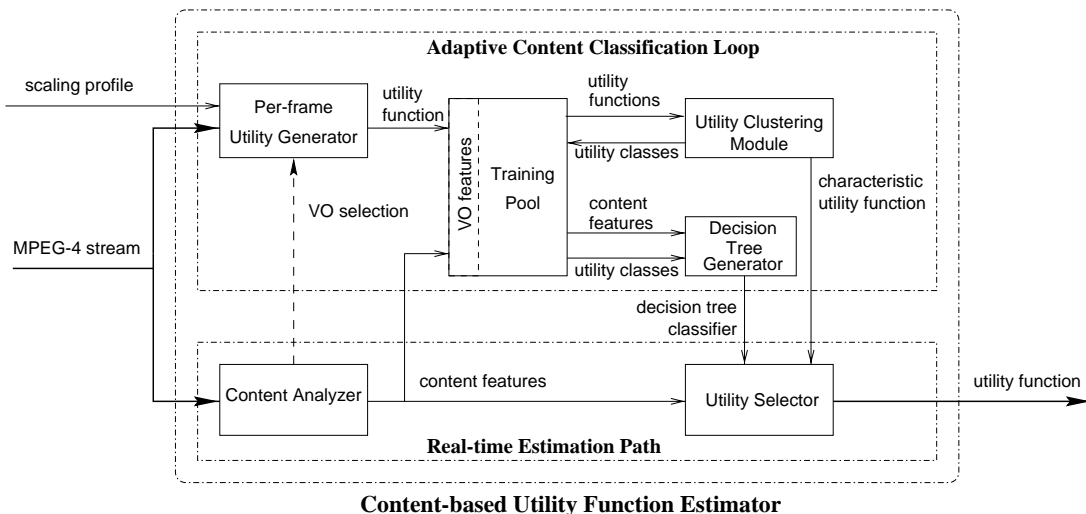 Adaptive Content Classification Loop
scaling profile
Per-frame
Utility Generator
utility
function
VO features
Training
Pool
utility
functions
utility classes
Utility Clustering
Module
characteristic
utility function
VO selection
content
features
utility classes
Decision
Tree
Generator
MPEG-4 stream
decision tree
classifier
Content Analyzer
content features
Utility Selector
utility function
Real-time Estimation Path
Content-based Utility Function Estimator